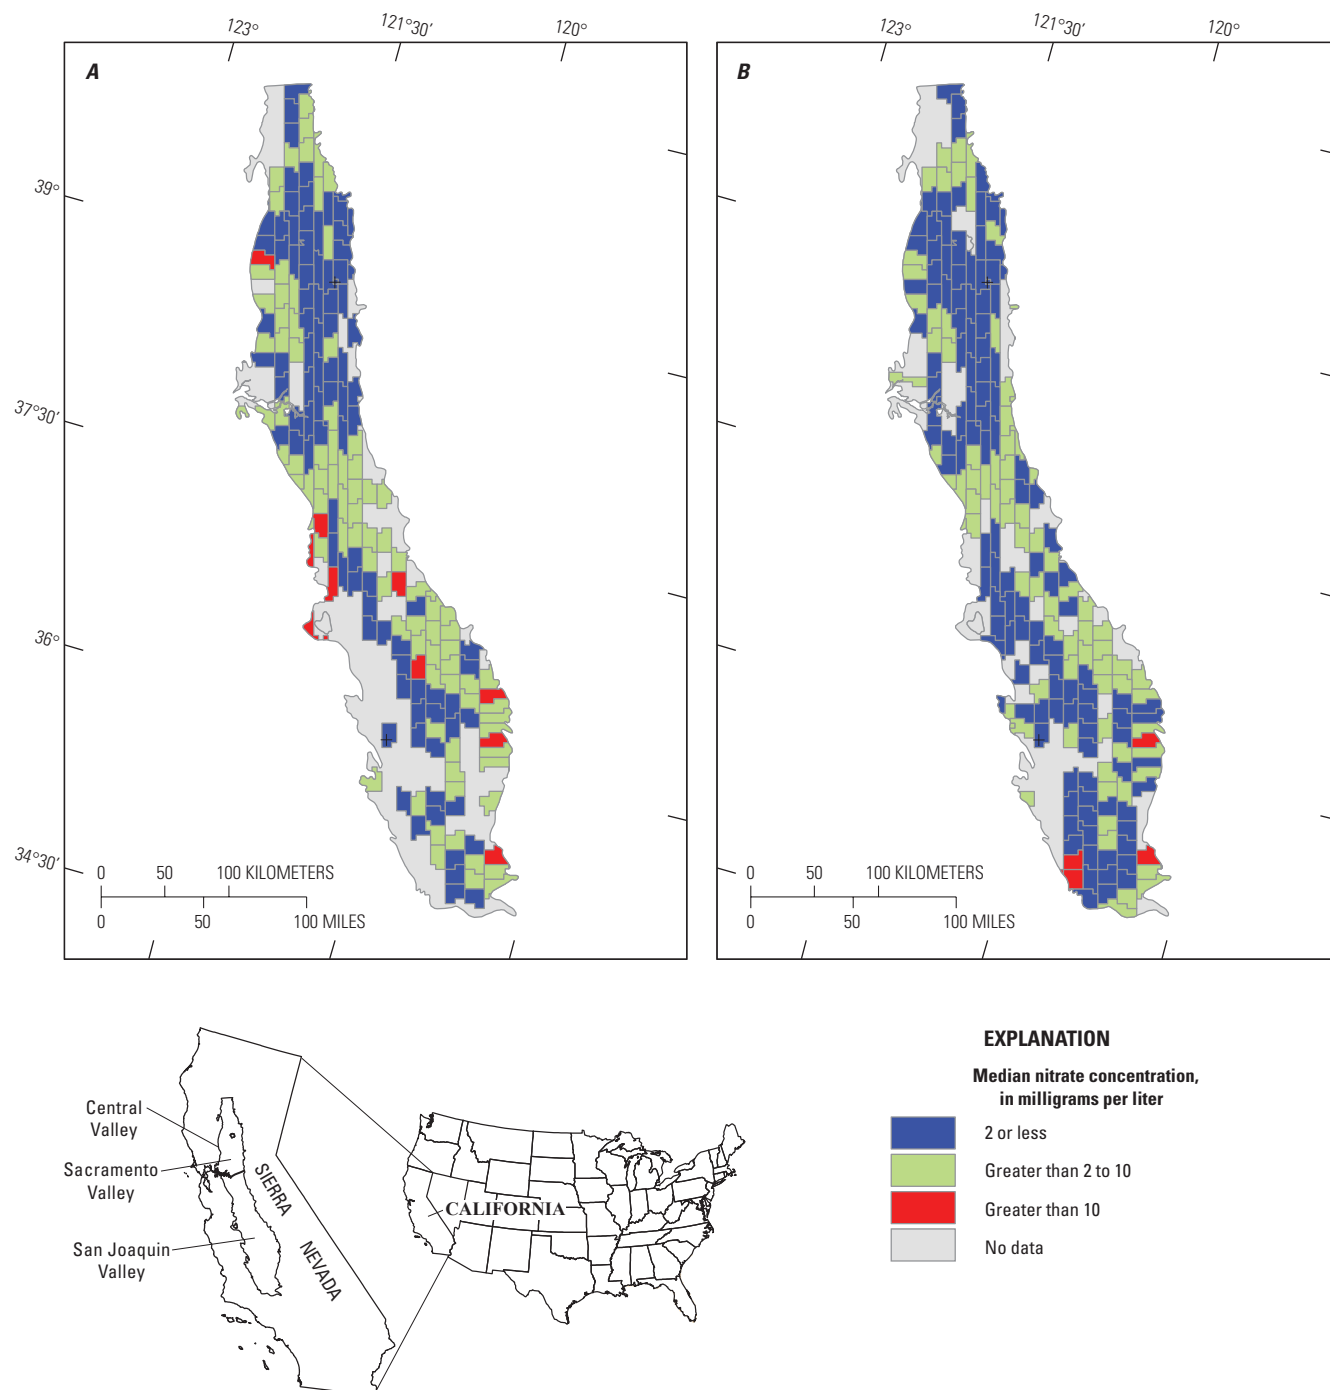 123°
121°30'
120°
123°
121°30'
120°
A
B
39°
37°30'
36°
34°30'
0 50 100 KILOMETERS
0 50 100 MILES
0 50 100 KILOMETERS
0 50 100 MILES
EXPLANATION
Median nitrate concentration,
in milligrams per liter
2 or less
Greater than 2 to 10
Greater than 10
No data
Central
Valley
Sacramento
Valley
San Joaquin
Valley
SIERRA
NEVADA
CALIFORNIA